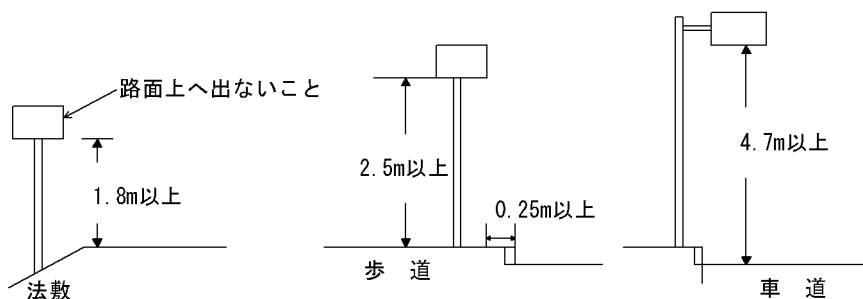 路面上へ出ないこと
1.8m以上
法敷
2.5m以上
0.25m以上
歩 道
4.7m以上
車 道